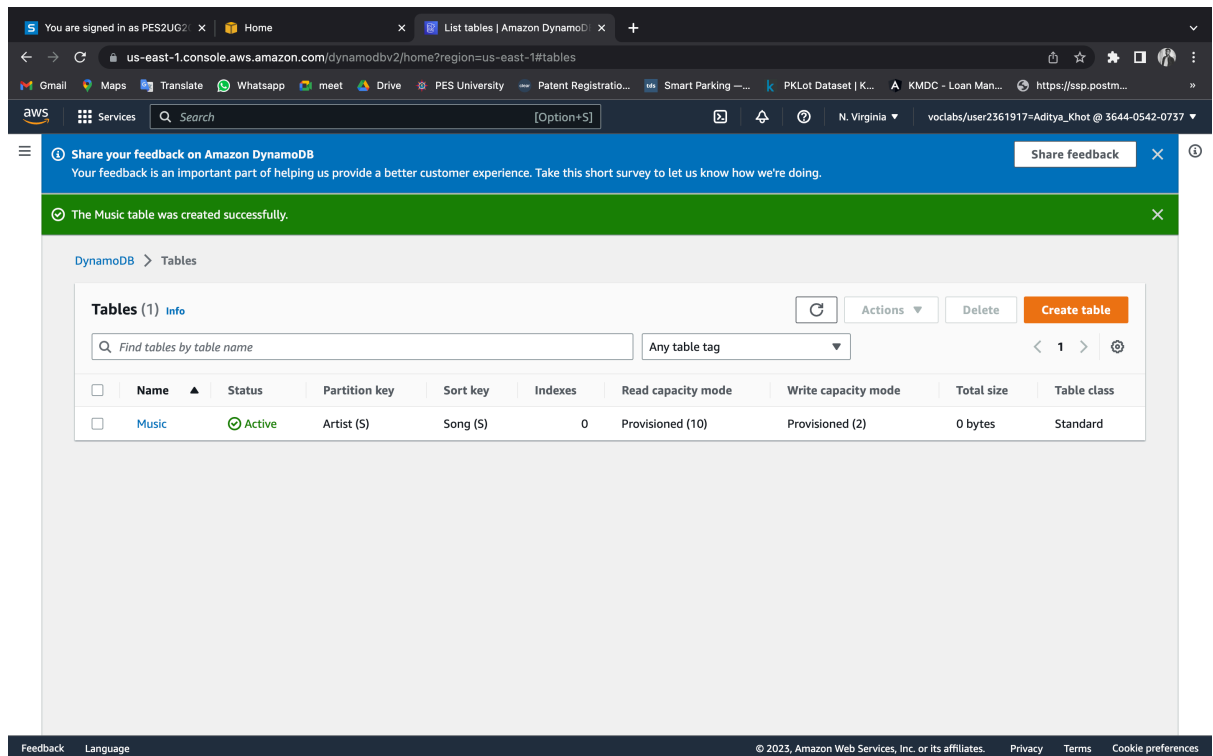 You are signed in as PES2UG20 Home List tables | Amazon DynamoDB
us-east-1.console.aws.amazon.com/dynamodbv2/home?region=us-east-1#tables
Gmail Maps Translate Whatsapp meet Drive PES University Patent Registratio... Smart Parking —... PKLot Dataset | K... KMDC - Loan Man... https://ssp.postm... »
aws Services Search [Option+S] N. Virginia ▼ voclabs/user2361917=Aditya_Khot @ 3644-0542-0737 ▼
Share your feedback on Amazon DynamoDB
Your feedback is an important part of helping us provide a better customer experience. Take this short survey to let us know how we're doing.
Share feedback
The Music table was created successfully.
DynamoDB > Tables
Tables (1) Info
Actions ▼ Delete Create table
Find tables by table name Any table tag ▼ < 1 >
Name ▲ Status Partition key Sort key Indexes Read capacity mode Write capacity mode Total size Table class
Music Active Artist (S) Song (S) 0 Provisioned (10) Provisioned (2) 0 bytes Standard
Feedback Language © 2023, Amazon Web Services, Inc. or its affiliates. Privacy Terms Cookie preferences